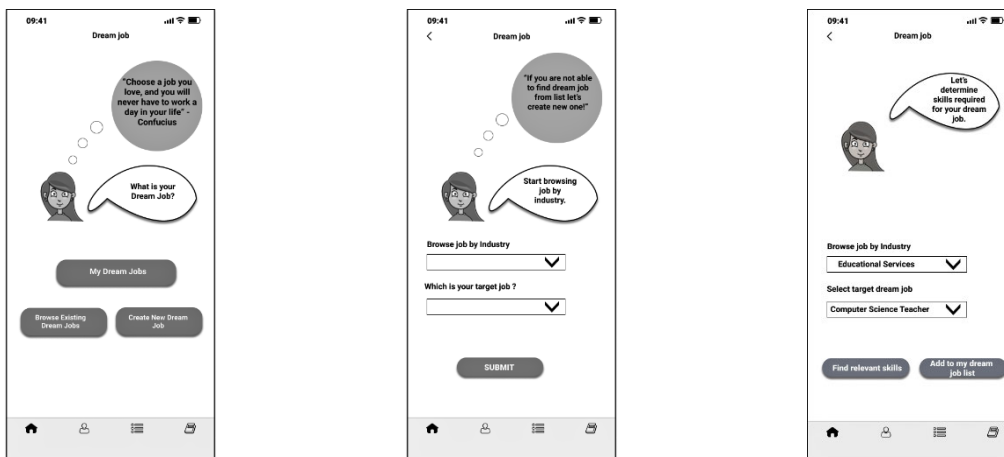 09:41
Dream job
"Choose a job you
love, and you will
never have to work a
day in your life" -
Confucius
What is your
Dream Job?
My Dream Jobs
Browse Existing
Dream Jobs
Create New Dream
Job
09:41
Dream job
"If you are not able
to find dream job
from list let's
create new one!"
Start browsing
job by
industry.
Browse job by Industry
Which is your target job ?
SUBMIT
09:41
Dream job
Let's
determine
skills required
for your dream
job.
Browse job by Industry
Educational Services
Select target dream job
Computer Science Teacher
Find relevant skills
Add to my dream
job list